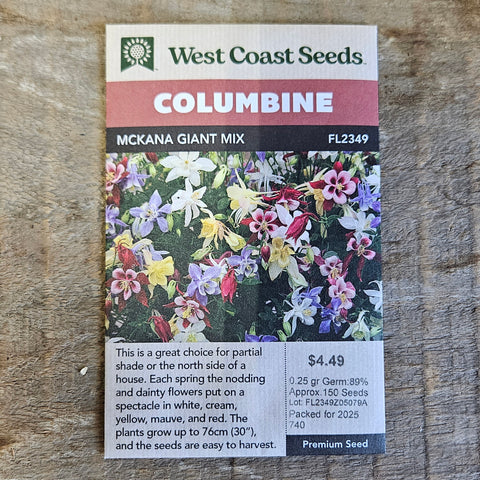 West Coast Seeds™
COLUMBINE
MCKANA GIANT MIX FL2349
This is a great choice for partial
shade or the north side of a
house. Each spring the nodding
and dainty flowers put on a
spectacle in white, cream,
yellow, mauve, and red. The
plants grow up to 76cm (30”),
and the seeds are easy to harvest.
$4.49
0.25 gr Germ:89%
Approx.150 Seeds
Lot: FL2349Z05079A
Packed for 2025
740
Premium Seed